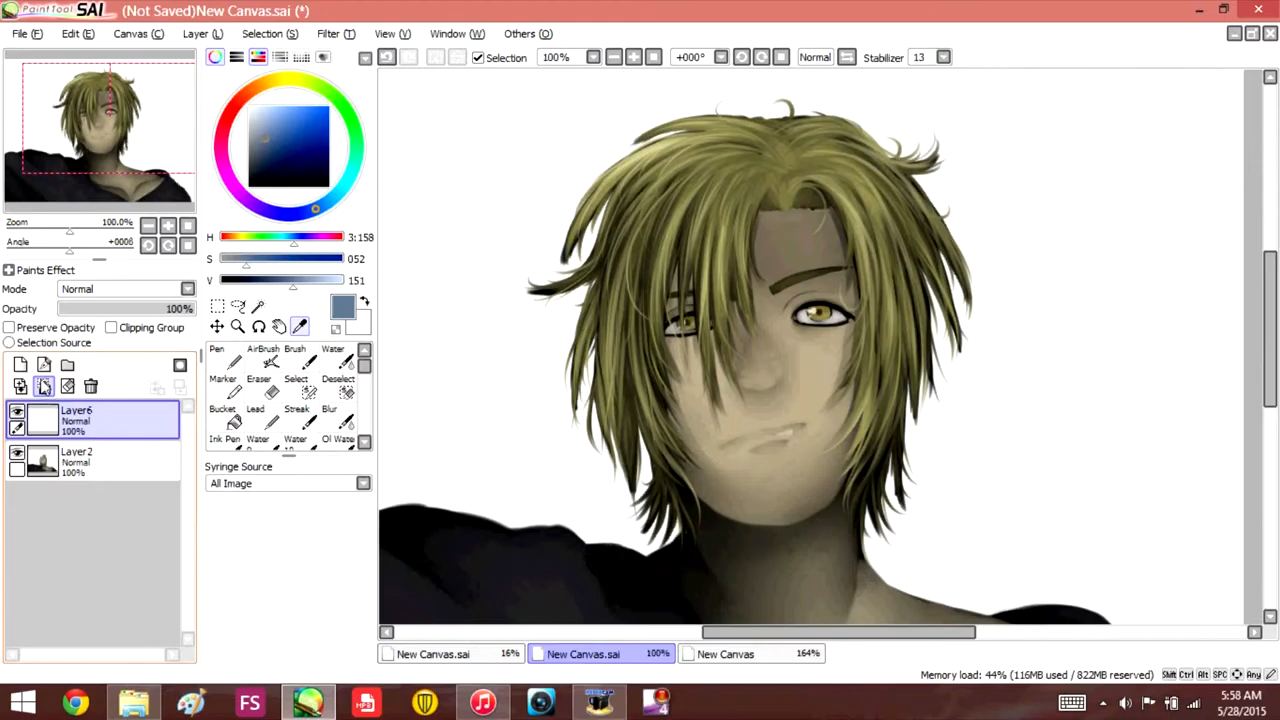 PaintTool SAI (Not Saved)New Canvas.sai (*)
File (F) Edit (E) Canvas (C) Layer (L) Selection (S) Filter (T) View (V) Window (W) Others (O)
Selection 100% +000° Normal Stabilizer 13
Zoom 100.0%
Angle +000θ
Paints Effect
Mode Normal
Opacity 100%
Preserve Opacity Clipping Group
Selection Source
Layer6
Normal
100%
Layer2
Normal
100%
H 3:158
S 052
V 151
Pen AirBrush Brush Water
Marker Eraser Select Deselect
Bucket Lead Streak Blur
Ink Pen Water Water Ol Wate
Syringe Source
All Image
New Canvas.sai 16% New Canvas.sai 100% New Canvas 164%
Memory load: 44% (116MB used / 822MB reserved) Shift Ctrl Alt SPC Any
FS MP3 4 5:58 AM
5/28/2015